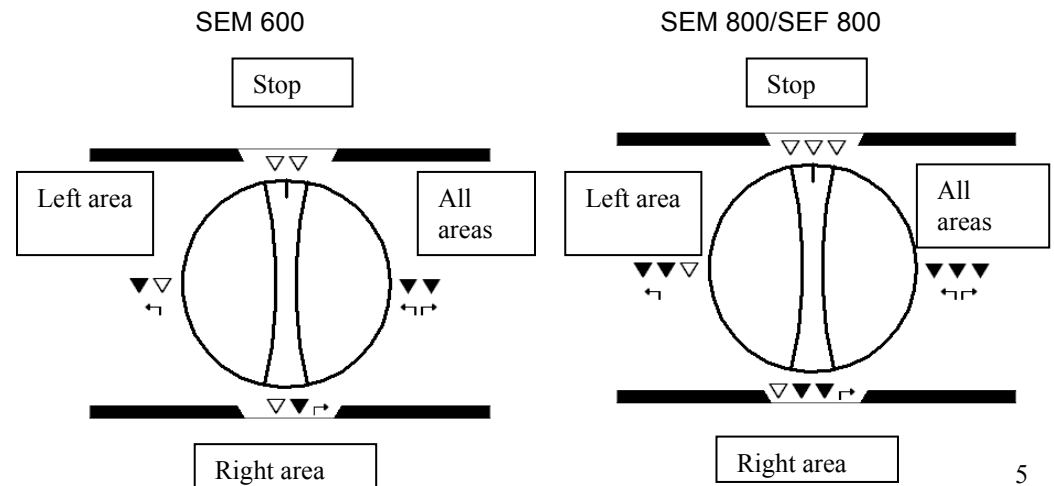 SEM 600
Stop
Left area
All
areas
Right area
SEM 800/SEF 800
Stop
Left area
All
areas
Right area
5